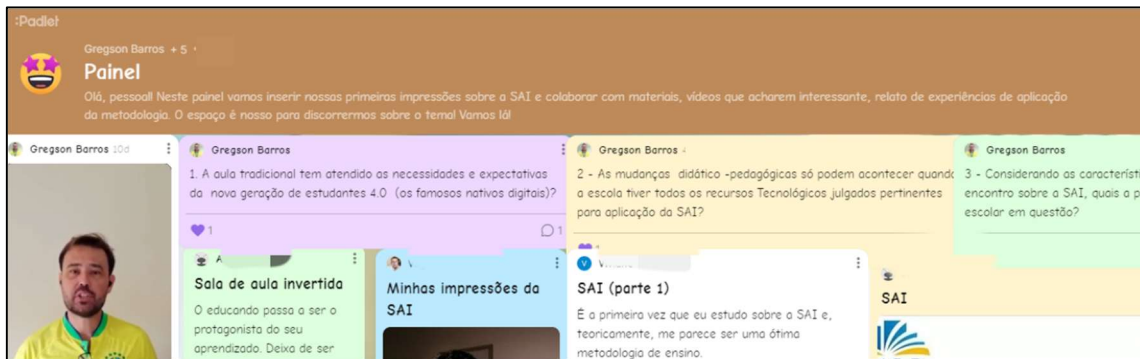 :Padlet
Gregson Barros + 5
Painel
Olá, pessoal! Neste painel vamos inserir nossas primeiras impressões sobre a SAI e colaborar com materiais, vídeos que acharem interessante, relato de experiências de aplicação
da metodologia. O espaço é nosso para discorrermos sobre o tema! Vamos lá!
Gregson Barros 10d
Gregson Barros
1. A aula tradicional tem atendido as necessidades e expectativas
da nova geração de estudantes 4.0 (os famosos nativos digitais)?
1
1
Gregson Barros
2 - As mudanças didático -pedagógicas só podem acontecer quando
a escola tiver todos os recursos Tecnológicos julgados pertinentes
para aplicação da SAI?
Gregson Barros
3 - Considerando as
encontro sobre a SAI, quais a
escolar em questão?
A
Sala de aula invertida
O educando passa a ser o
protagonista do seu
aprendizado. Deixa de ser
Minhas impressões da
SAI
V
SAI (parte 1)
É a primeira vez que eu estudo sobre a SAI e,
teoricamente, me parece ser uma ótima
metodologia de ensino.
SAI